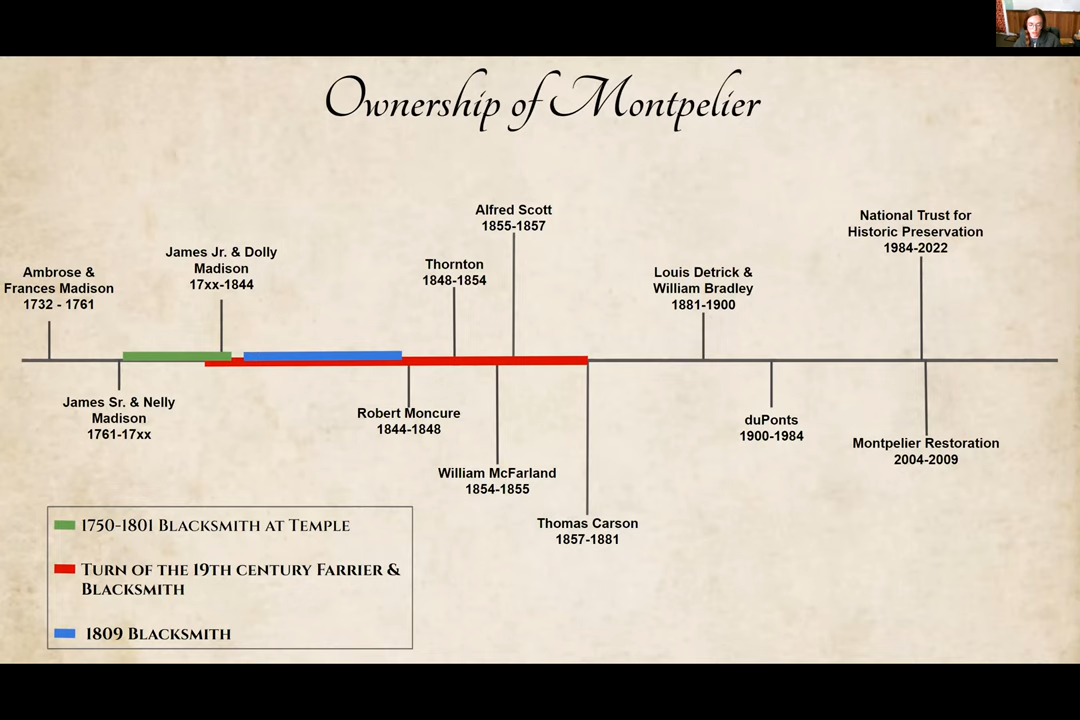 Ownership of Montpelier
Alfred Scott
1855-1857
National Trust for
Historic Preservation
1984-2022
James Jr. & Dolly
Madison
17xx-1844
Thornton
1848-1854
Ambrose &
Frances Madison
1732 - 1761
Louis Detrick &
William Bradley
1881-1900
James Sr. & Nelly
Madison
1761-17xx
Robert Moncure
1844-1848
duPonts
1900-1984
Montpelier Restoration
2004-2009
William McFarland
1854-1855
Thomas Carson
1857-1881
1750-1801 Blacksmith at Temple
Turn of the 19th century Farrier &
Blacksmith
1809 Blacksmith